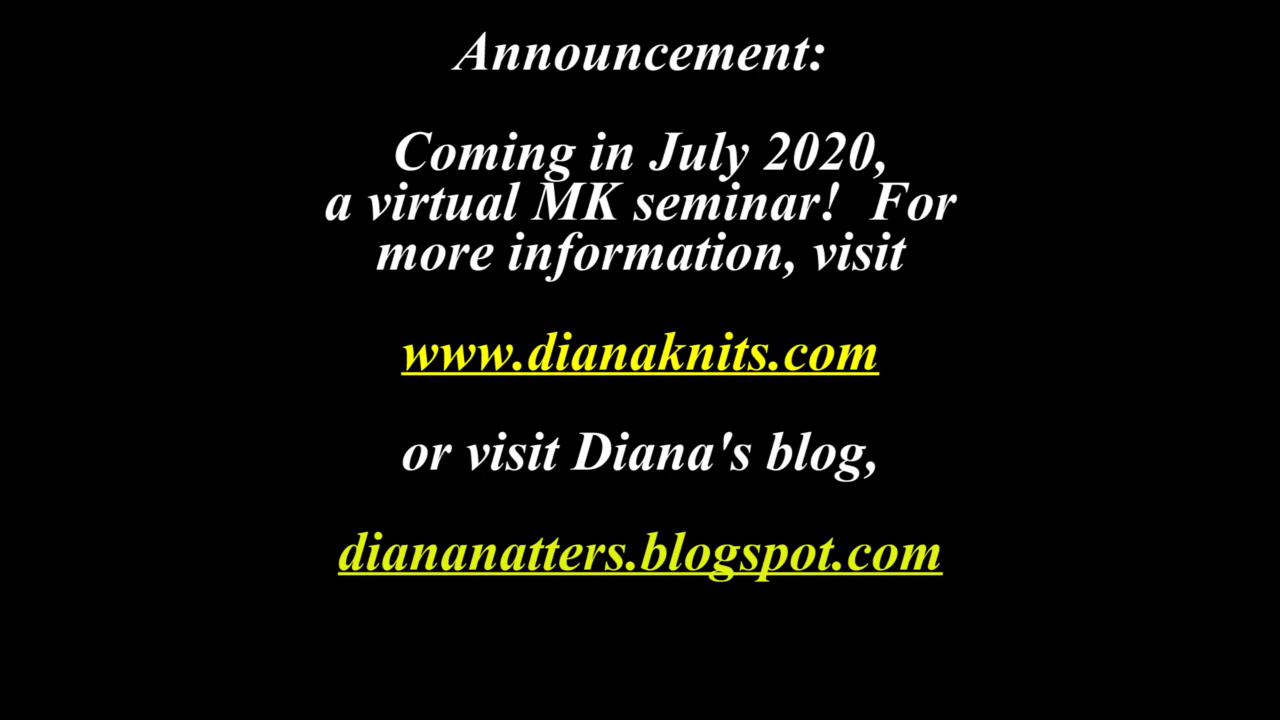 Announcement:
Coming in July 2020,
a virtual MK seminar!  For
more information, visit
www.dianaknits.com
or visit Diana's blog,
diananatters.blogspot.com